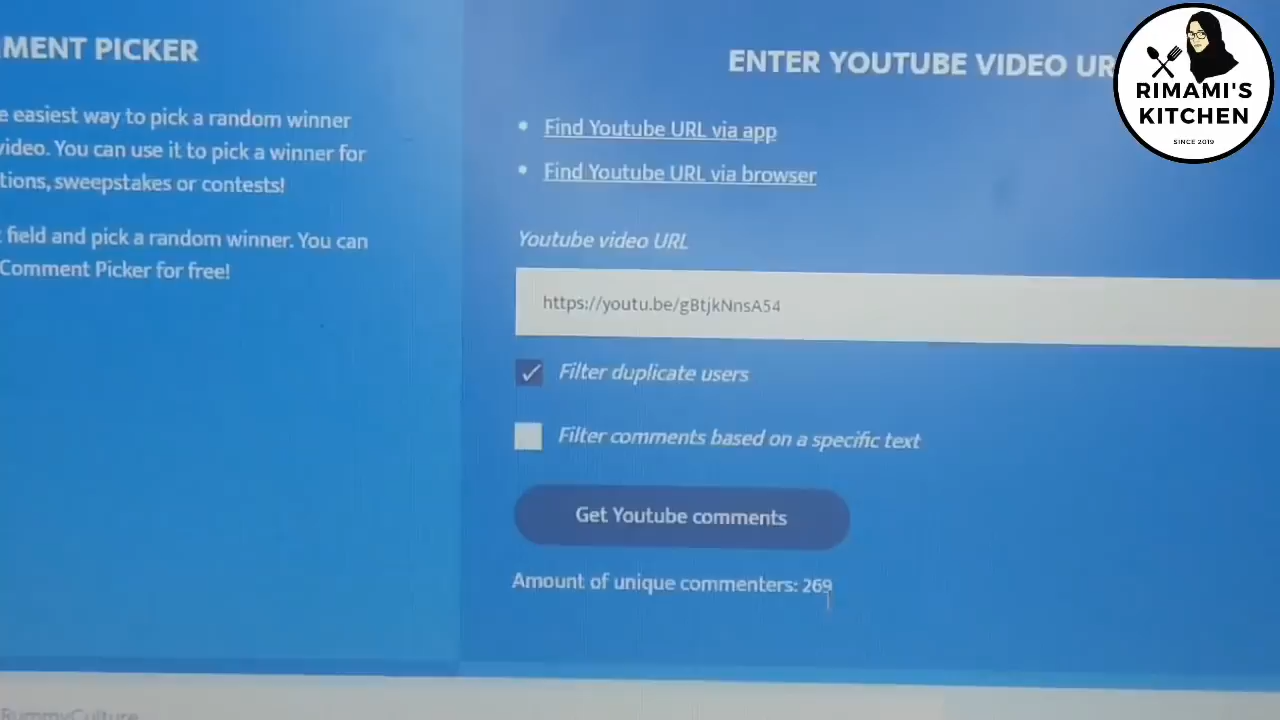 MENT PICKER
e easiest way to pick a random winner
video. You can use it to pick a winner for
tions, sweepstakes or contests!
field and pick a random winner. You can
Comment Picker for free!
ENTER YOUTUBE VIDEO UR
Find Youtube URL via app
Find Youtube URL via browser
Youtube video URL
https://youtu.be/gBtjkNnsA54
Filter duplicate users
Filter comments based on a specific text
Get Youtube comments
Amount of unique commenters: 269
RummyCulture
RIMAMI'S
KITCHEN
SINCE 2019